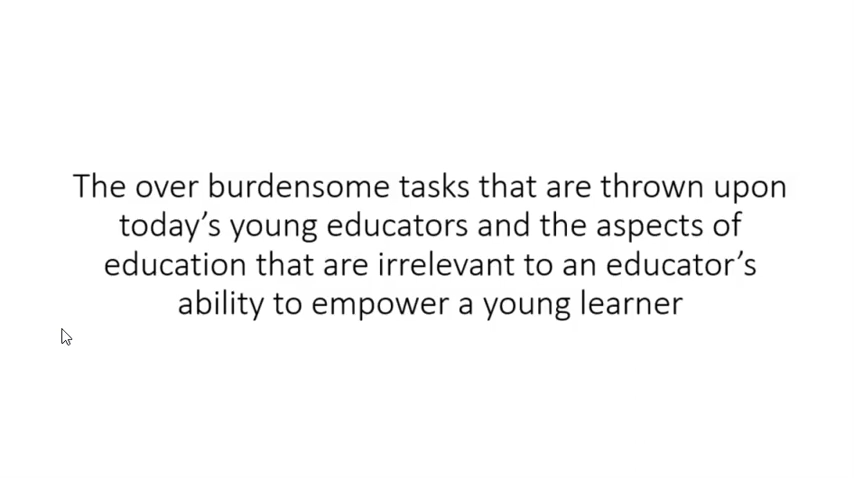 The over burdensome tasks that are thrown upon
today’s young educators and the aspects of
education that are irrelevant to an educator’s
ability to empower a young learner